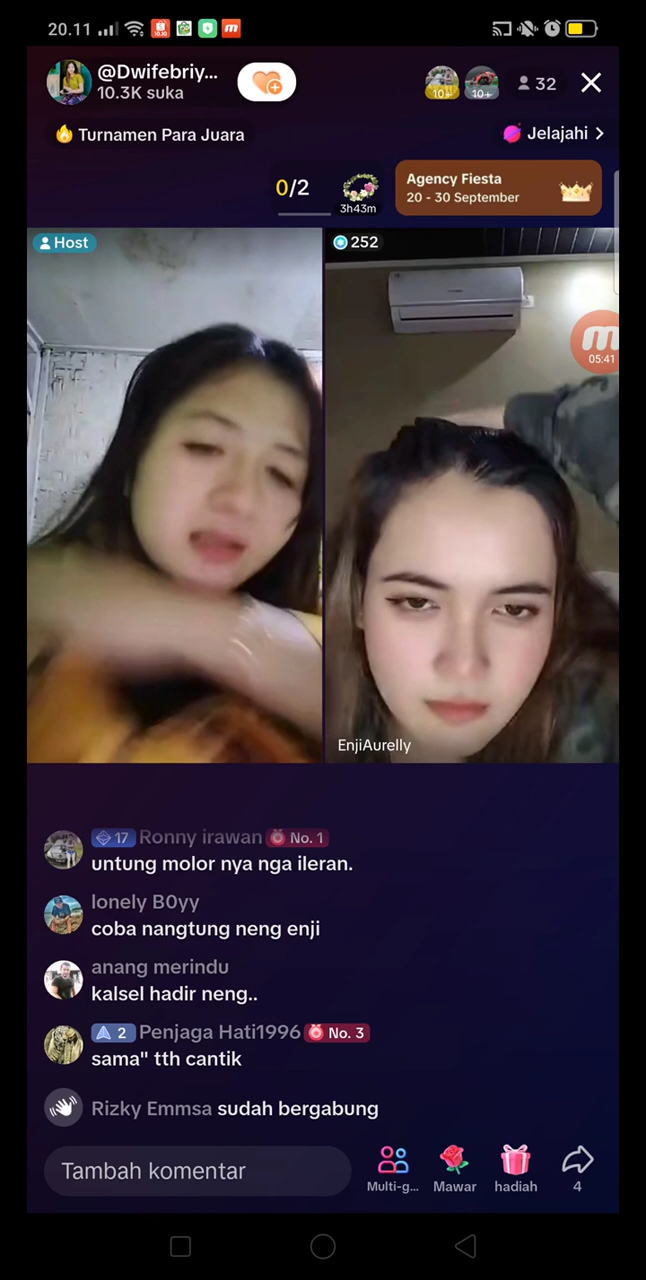 20.11
@Dwifebriy...
10.3K suka
10+
10+
32
Turnamen Para Juara
Jelajahi
0/2
3h43m
Agency Fiesta
20 - 30 September
Host
252
05:41
EnjiAurelly
17 Ronny irawan No. 1
untung molor nya nga ileran.
lonely B0yy
coba nangtung neng enji
anang merindu
kalsel hadir neng..
2 Penjaga Hati1996 No. 3
sama" tth cantik
Rizky Emmsa sudah bergabung
Tambah komentar
Multi-g...
Mawar
hadiah
4